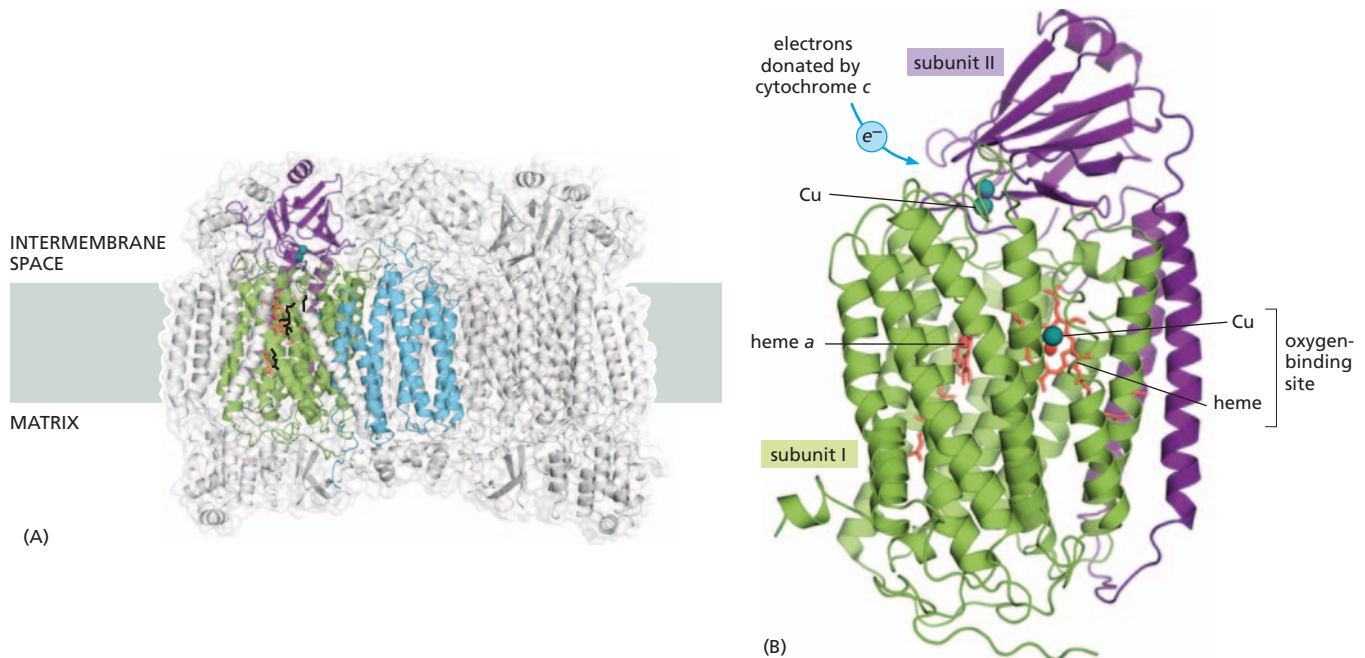 INTERMEMBRANE
SPACE
MATRIX
(A)
electrons
donated by
cytochrome c
e–
subunit II
Cu
heme a
subunit I
Cu
heme
oxygen-
binding
site
(B)